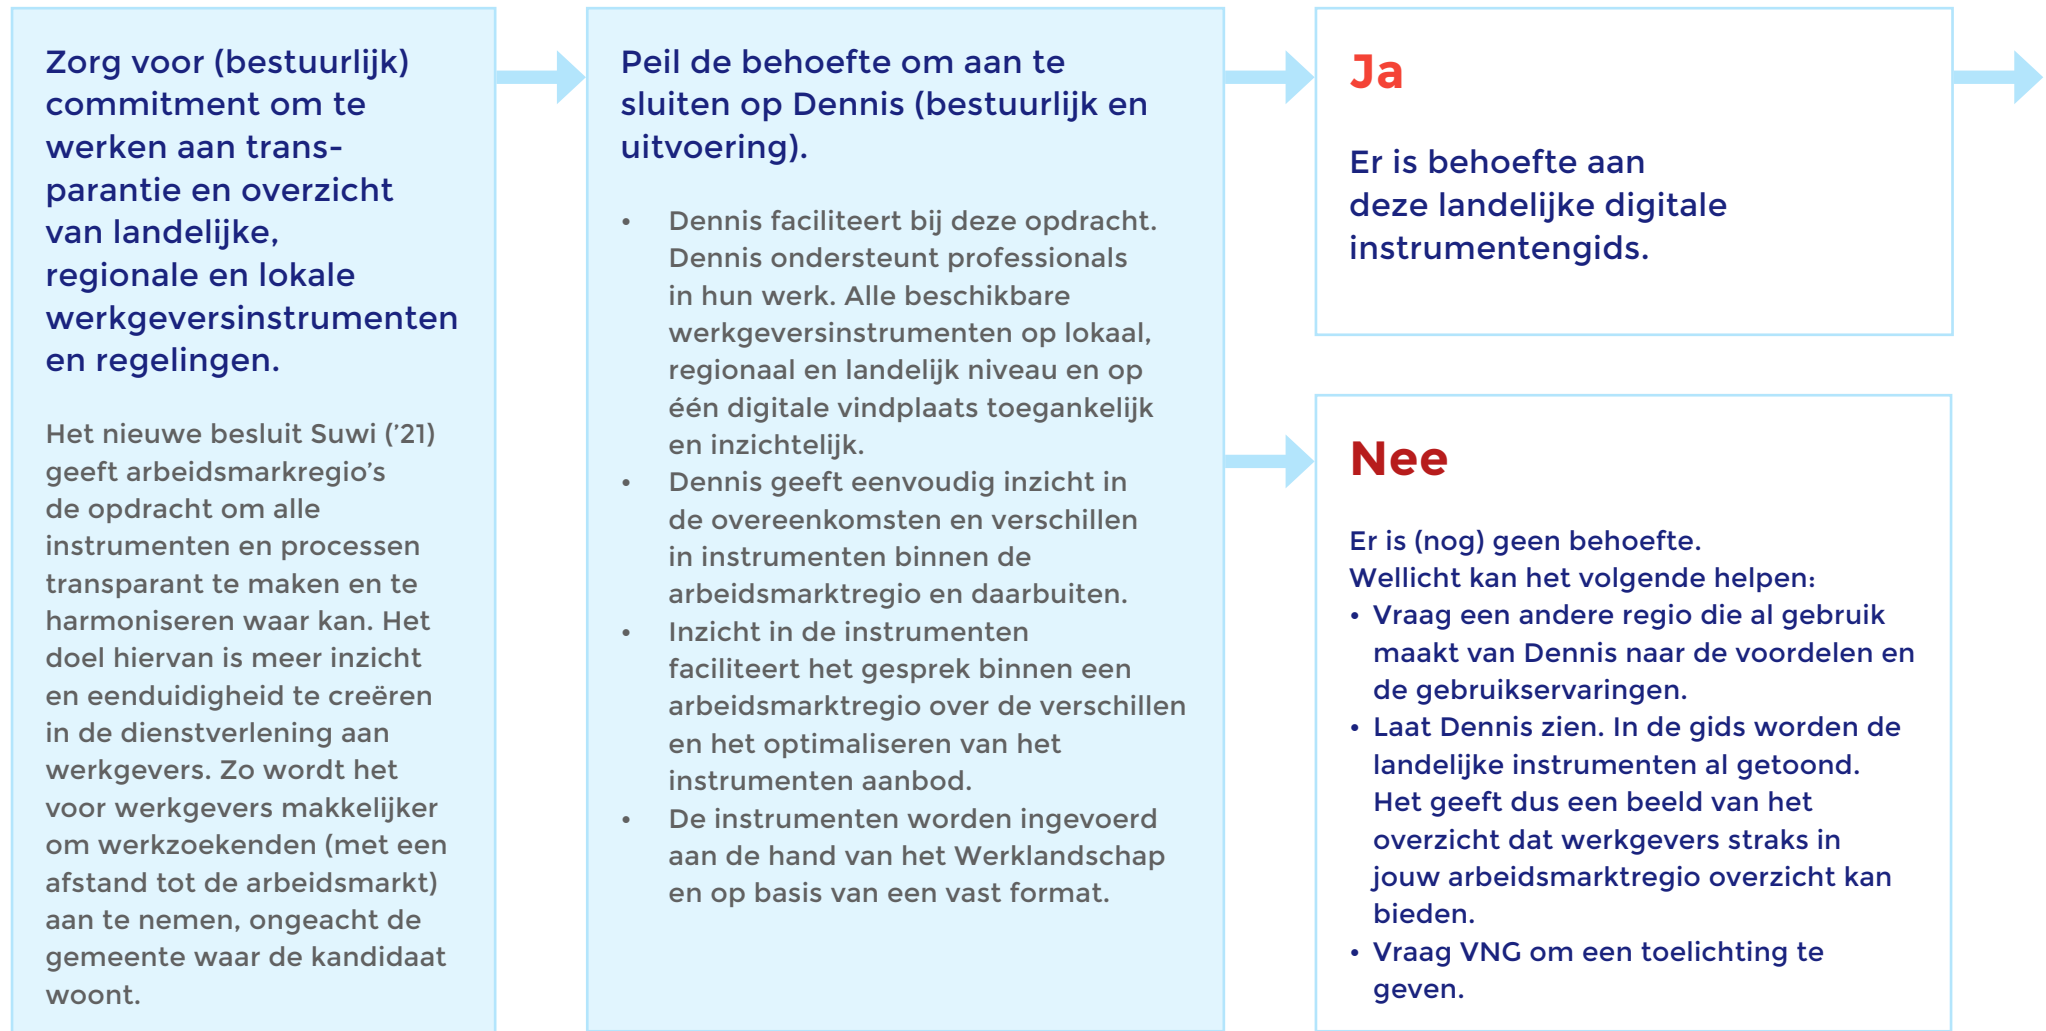 Zorg voor (bestuurlijk)
commitment om te
werken aan trans-
parantie en overzicht
van landelijke,
regionale en lokale
werkgeversinstrumenten
en regelingen.
Het nieuwe besluit Suwi (’21)
geeft arbeidsmarkregio’s
de opdracht om alle
instrumenten en processen
transparant te maken en te
harmoniseren waar kan. Het
doel hiervan is meer inzicht
en eenduidigheid te creëren
in de dienstverlening aan
werkgevers. Zo wordt het
voor werkgevers makkelijker
om werkzoekenden (met een
afstand tot de arbeidsmarkt)
aan te nemen, ongeacht de
gemeente waar de kandidaat
woont.
Peil de behoefte om aan te
sluiten op Dennis (bestuurlijk en
uitvoering).
• Dennis faciliteert bij deze opdracht.
Dennis ondersteunt professionals
in hun werk. Alle beschikbare
werkgeversinstrumenten op lokaal,
regionaal en landelijk niveau en op
één digitale vindplaats toegankelijk
en inzichtelijk.
• Dennis geeft eenvoudig inzicht in
de overeenkomsten en verschillen
in instrumenten binnen de
arbeidsmarktregio en daarbuiten.
• Inzicht in de instrumenten
faciliteert het gesprek binnen een
arbeidsmarktregio over de verschillen
en het optimaliseren van het
instrumenten aanbod.
• De instrumenten worden ingevoerd
aan de hand van het Werklandschap
en op basis van een vast format.
Ja
Er is behoefte aan
deze landelijke digitale
instrumentengids.
Nee
Er is (nog) geen behoefte.
Wellicht kan het volgende helpen:
• Vraag een andere regio die al gebruik
maakt van Dennis naar de voordelen en
de gebruikservaringen.
• Laat Dennis zien. In de gids worden de
landelijke instrumenten al getoond.
Het geeft dus een beeld van het
overzicht dat werkgevers straks in
jouw arbeidsmarktregio overzicht kan
bieden.
• Vraag VNG om een toelichting te
geven.